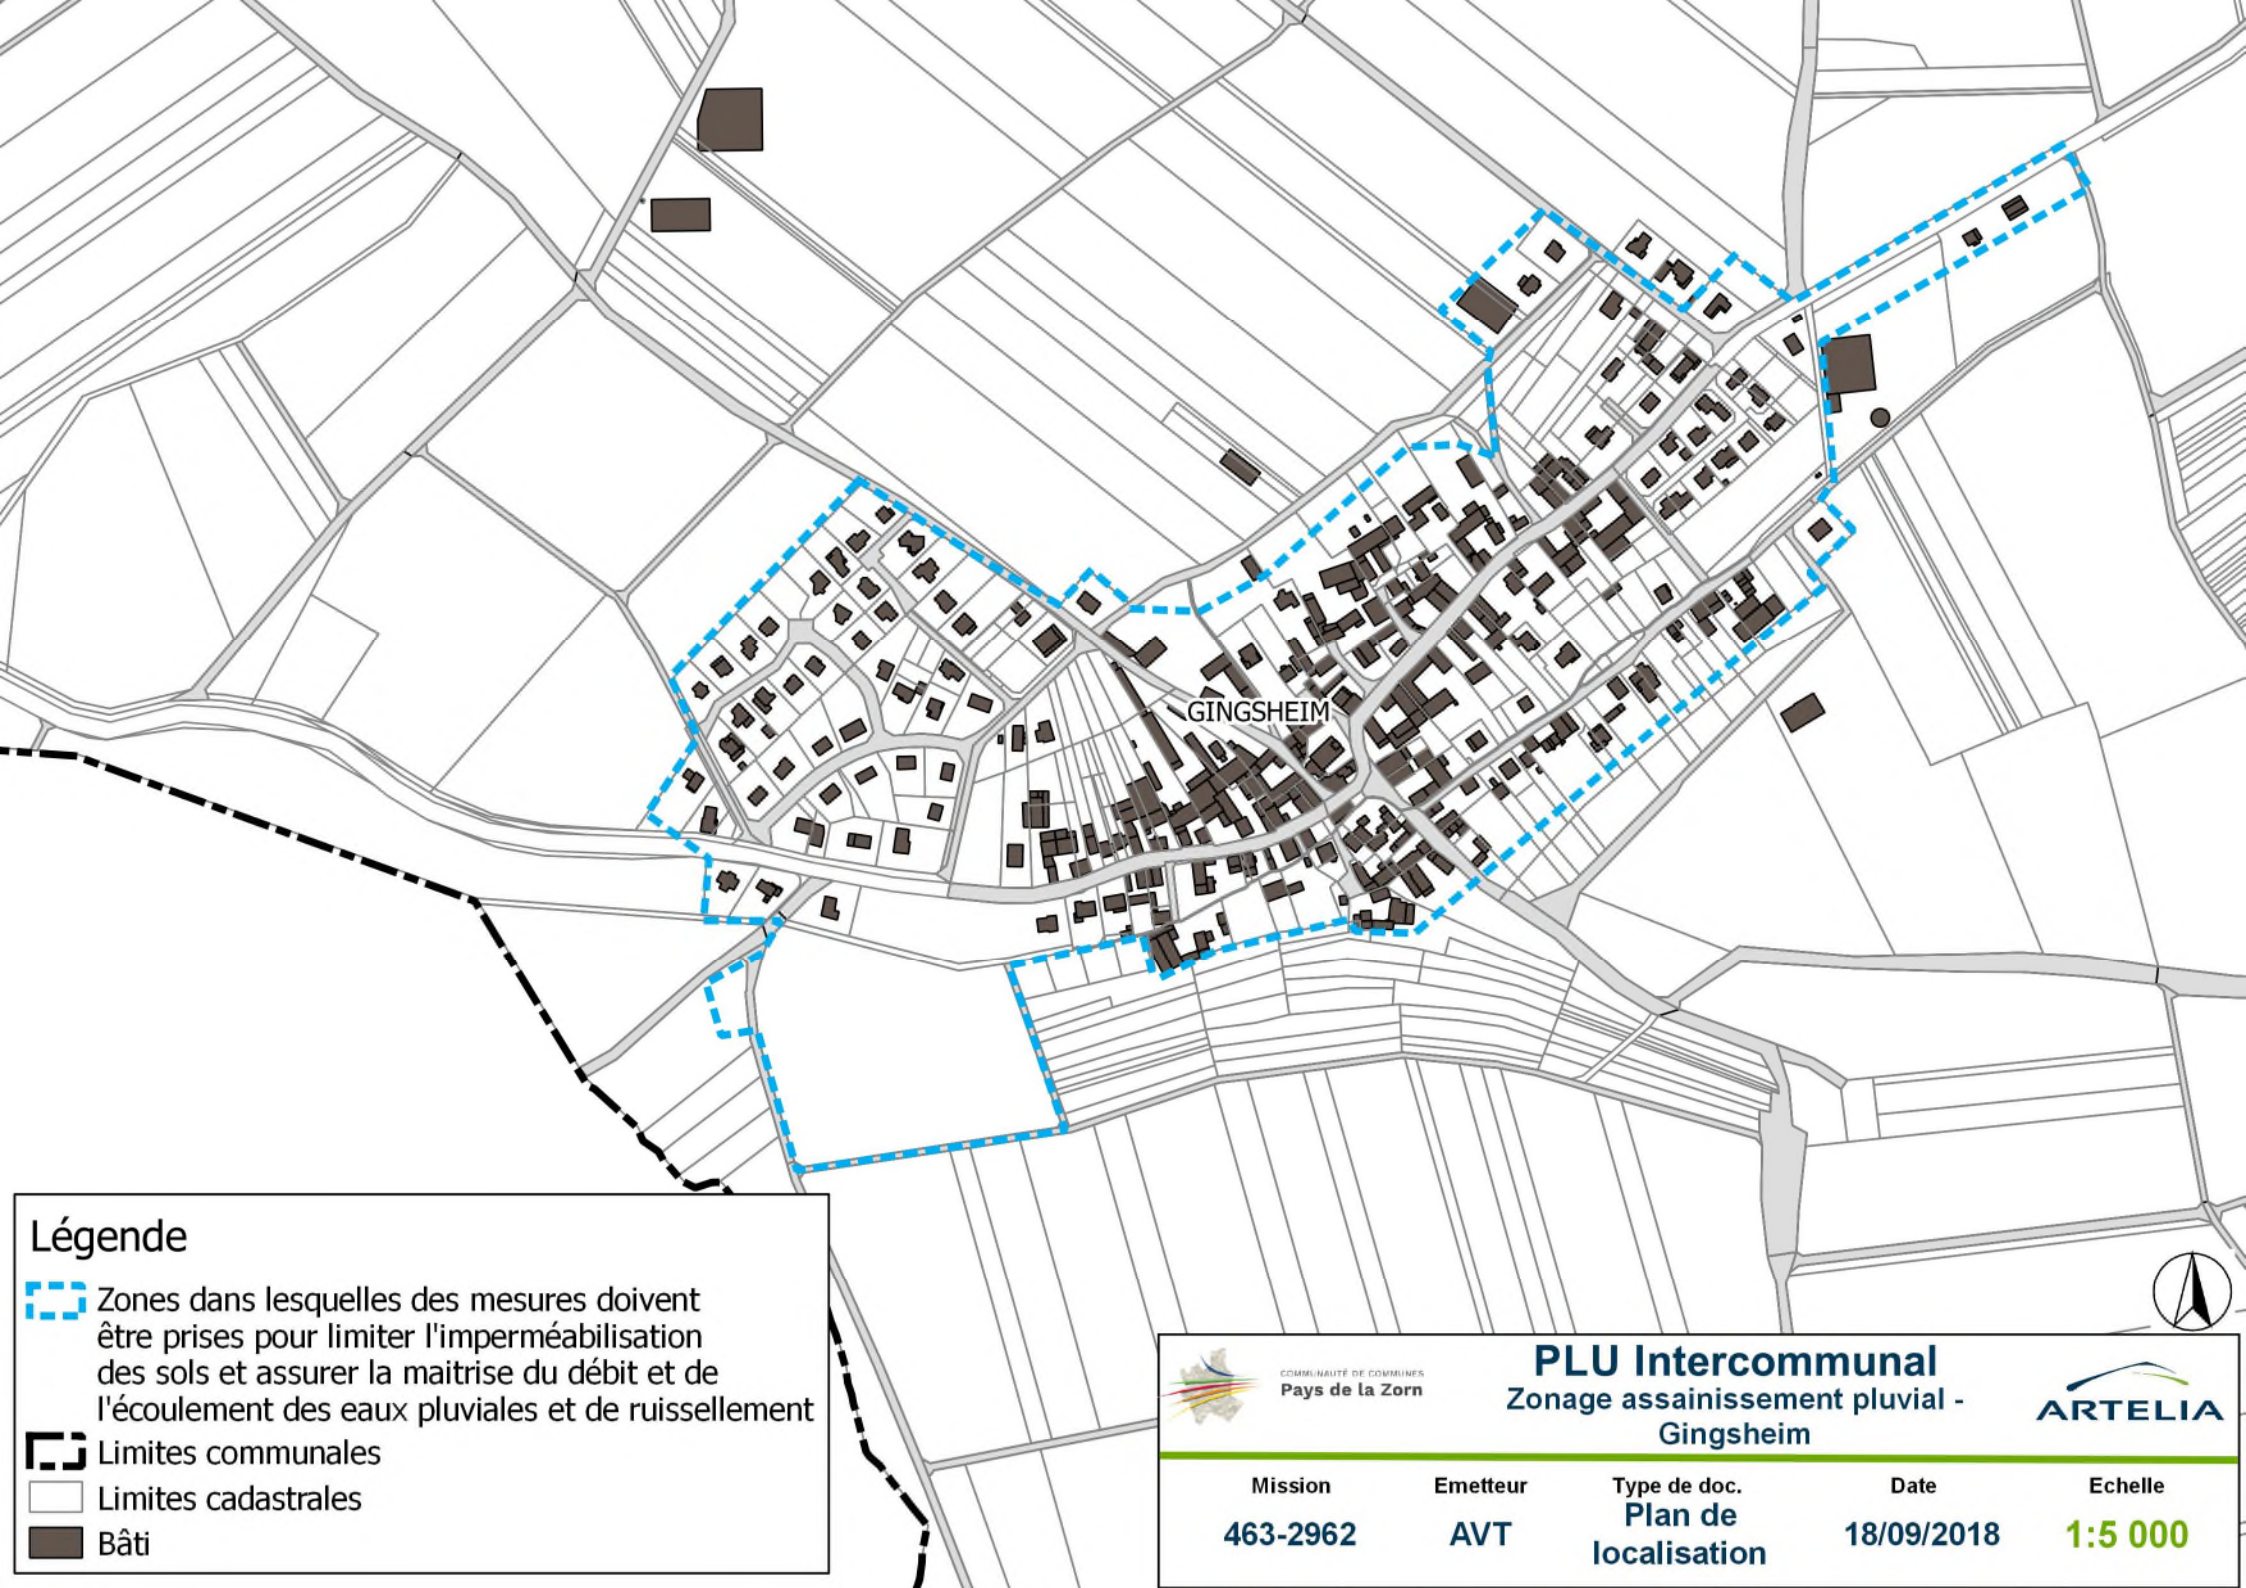 GINGSHEIM
Légende
Zones dans lesquelles des mesures doivent
être prises pour limiter l'imperméabilisation
des sols et assurer la maitrise du débit et de
l'écoulement des eaux pluviales et de ruissellement
Limites communales
Limites cadastrales
Bâti
COMMUNAUTÉ DE COMMUNES
Pays de la Zorn
PLU Intercommunal
Zonage assainissement pluvial -
Gingsheim
ARTELIA
Mission
463-2962
Emetteur
AVT
Type de doc.
Plan de
localisation
Date
18/09/2018
Echelle
1:5 000